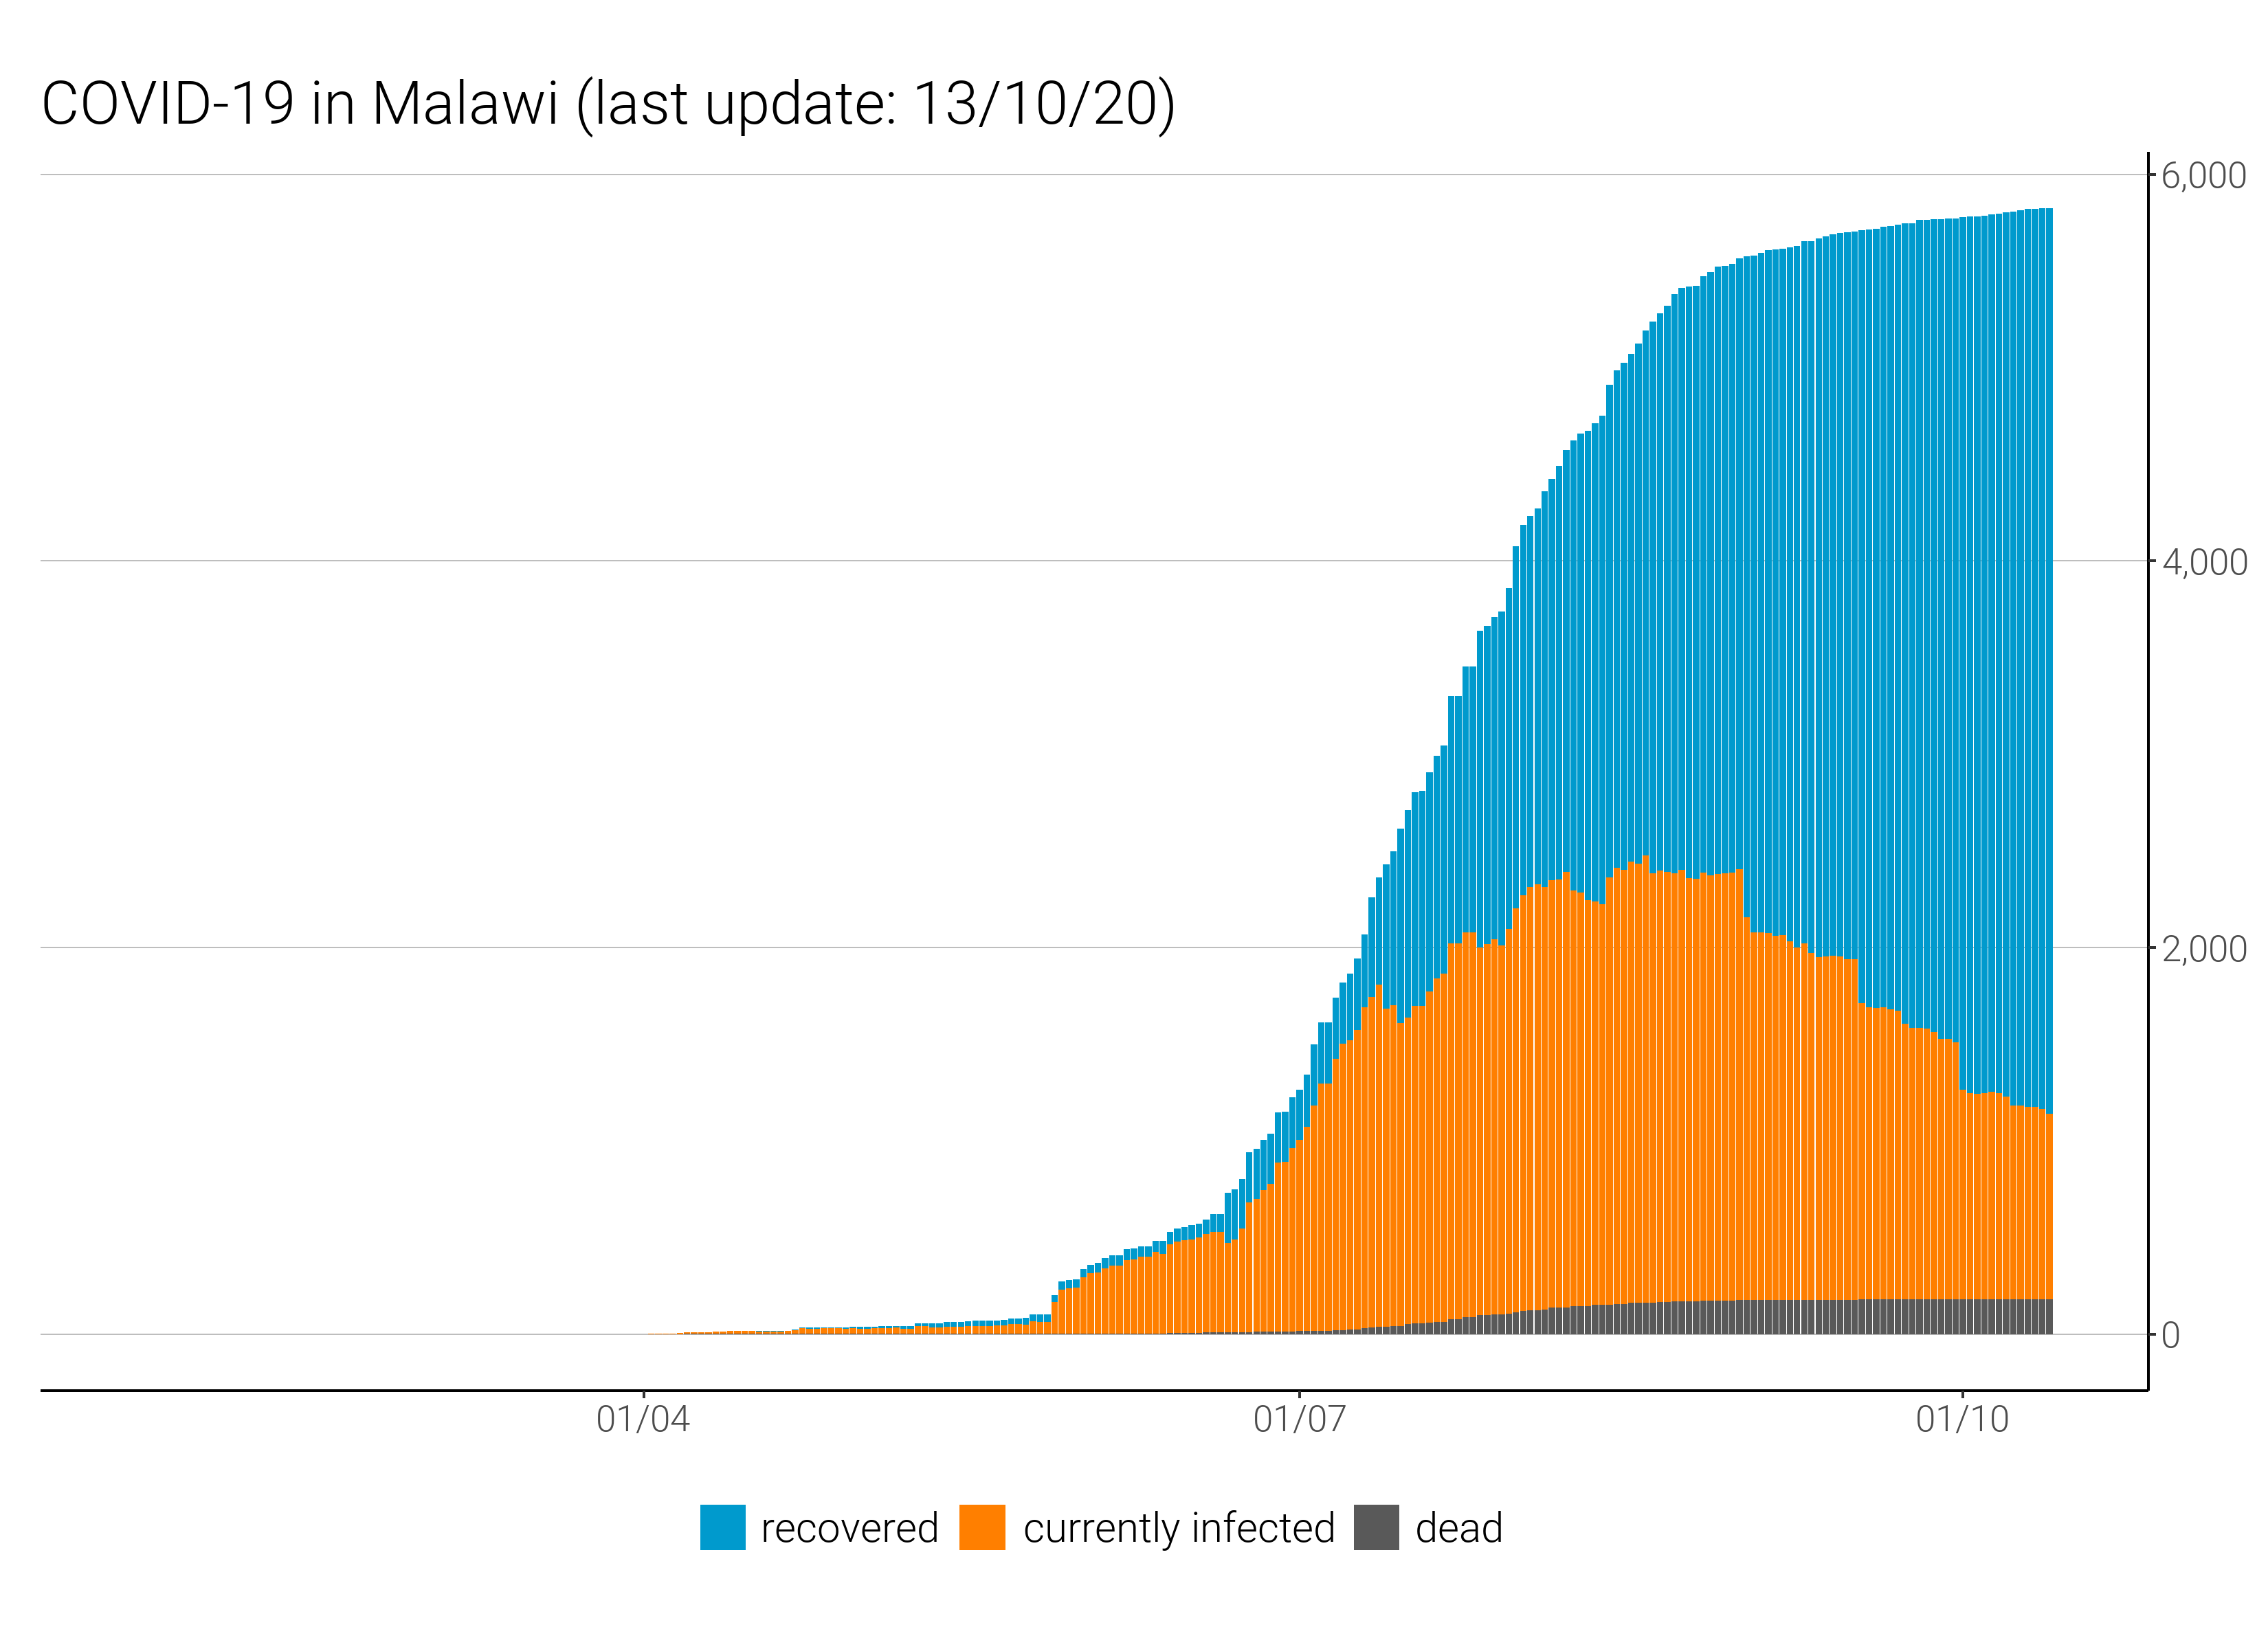 COVID-19 in Malawi (last update: 13/10/20)
6,000
4,000
2,000
0
01/04 01/07 01/10
recovered currently infected dead